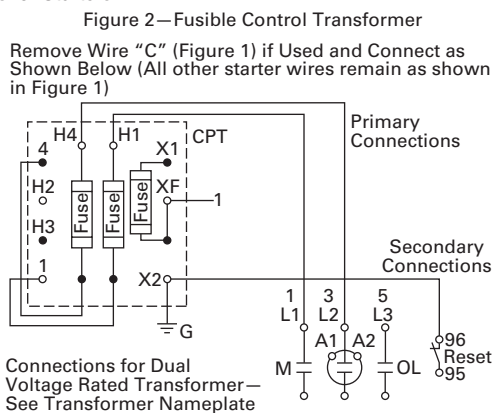 Figure 2—Fusible Control Transformer
Remove Wire “C” (Figure 1) if Used and Connect as
Shown Below (All other starter wires remain as shown
in Figure 1)
H4 H1 CPT
Primary
Connections
4 X1
H2 XF 1
Fuse Fuse Fuse
H3
1 X2
G
Secondary
Connections
1 3 5
L1 L2 L3
A1 A2
M OL
96
Reset
95
Connections for Dual
Voltage Rated Transformer—
See Transformer Nameplate